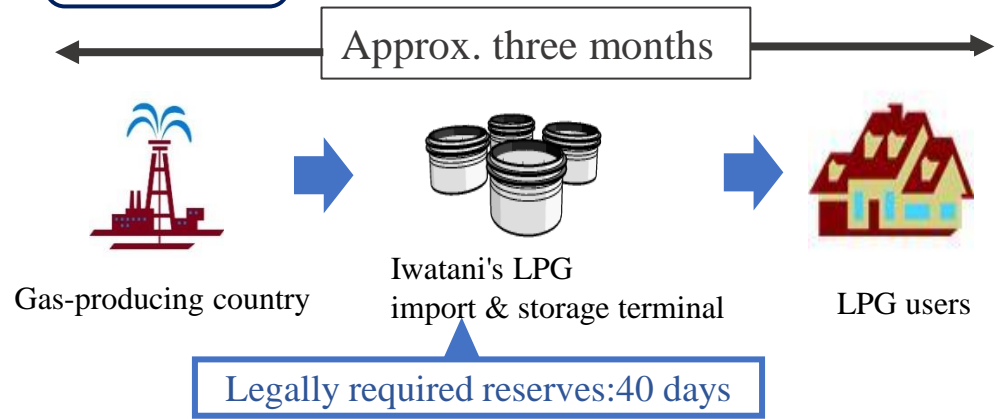 Approx. three months
Gas-producing country
Iwatani's LPG
import & storage terminal
LPG users
Legally required reserves:40 days